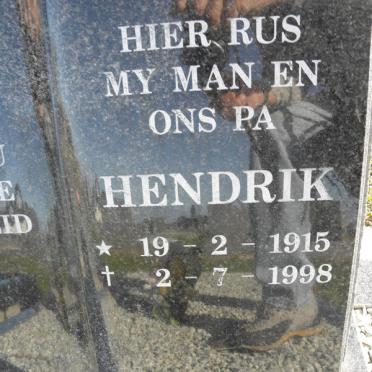 HIER RUS
MY MAN EN
ONS PA
HENDRIK
★ 19 - 2 - 1915
✝ 2 - 7 - 1998